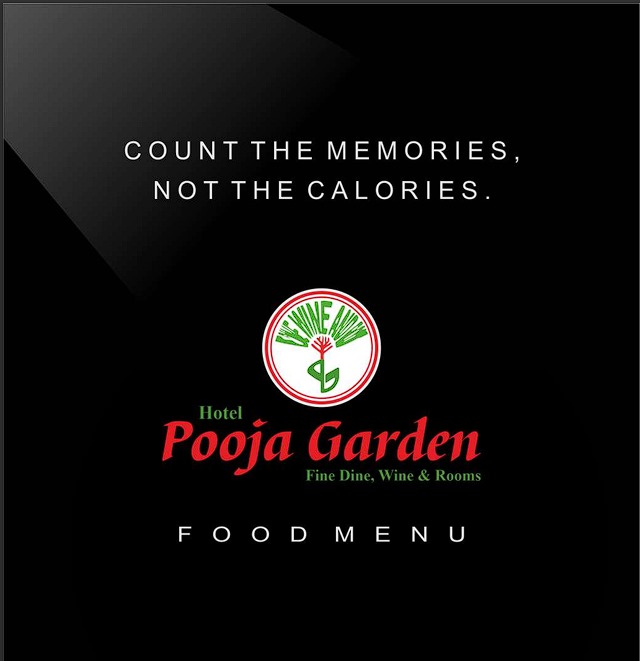 COUNT THE MEMORIES,
NOT THE CALORIES.
Hotel
Pooja Garden
Fine Dine, Wine & Rooms
FOOD MENU